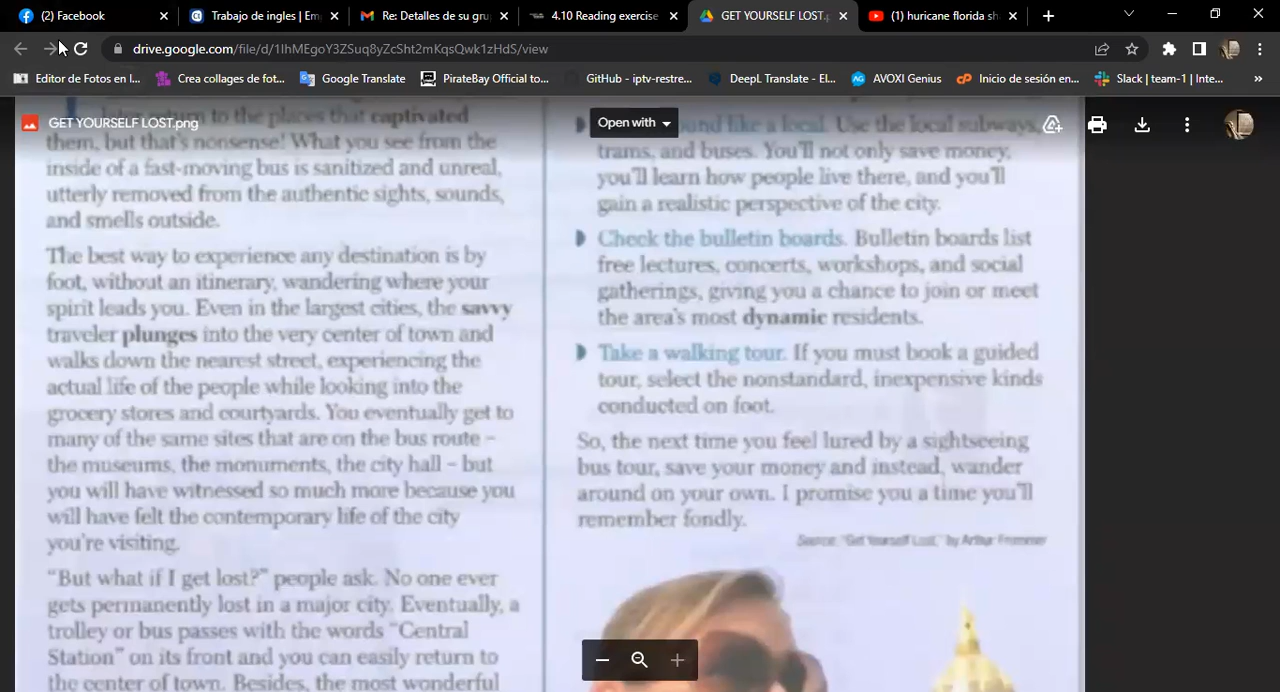 (2) Facebook
Trabajo de ingles | Em
Re: Detalles de su gru
4.10 Reading exercise
GET YOURSELF LOST.p
(1) huricane florida sh
drive.google.com/file/d/1IhMEgoY3ZSuq8yZcSht2mKqsQwk1zHdS/view
Editor de Fotos en l...
Crea collages de fot...
Google Translate
PirateBay Official to...
GitHub - iptv-restre...
DeepL Translate - El...
AVOXI Genius
Inicio de sesión en...
Slack | team-1 | Inte...
GET YOURSELF LOST.png
Open with
return to the places that captivated
them, but that's nonsense! What you see from the
inside of a fast-moving bus is sanitized and unreal,
utterly removed from the authentic sights, sounds,
and smells outside.
The best way to experience any destination is by
foot, without an itinerary, wandering where your
spirit leads you. Even in the largest cities, the savvy
traveler plunges into the very center of town and
walks down the nearest street, experiencing the
actual life of the people while looking into the
grocery stores and courtyards. You eventually get to
many of the same sites that are on the bus route –
the museums, the monuments, the city hall – but
you will have witnessed so much more because you
will have felt the contemporary life of the city
you're visiting.
"But what if I get lost?" people ask. No one ever
gets permanently lost in a major city. Eventually, a
trolley or bus passes with the words "Central
Station" on its front and you can easily return to
the center of town. Besides, the most wonderful
like a local. Use the local subways,
trams, and buses. You'll not only save money,
you'll learn how people live there, and you'll
gain a realistic perspective of the city.
Check the bulletin boards. Bulletin boards list
free lectures, concerts, workshops, and social
gatherings, giving you a chance to join or meet
the area's most dynamic residents.
Take a walking tour. If you must book a guided
tour, select the nonstandard, inexpensive kinds
conducted on foot.
So, the next time you feel lured by a sightseeing
bus tour, save your money and instead, wander
around on your own. I promise you a time you'll
remember fondly.
Source: "Get Yourself Lost," by Arthur Frommer